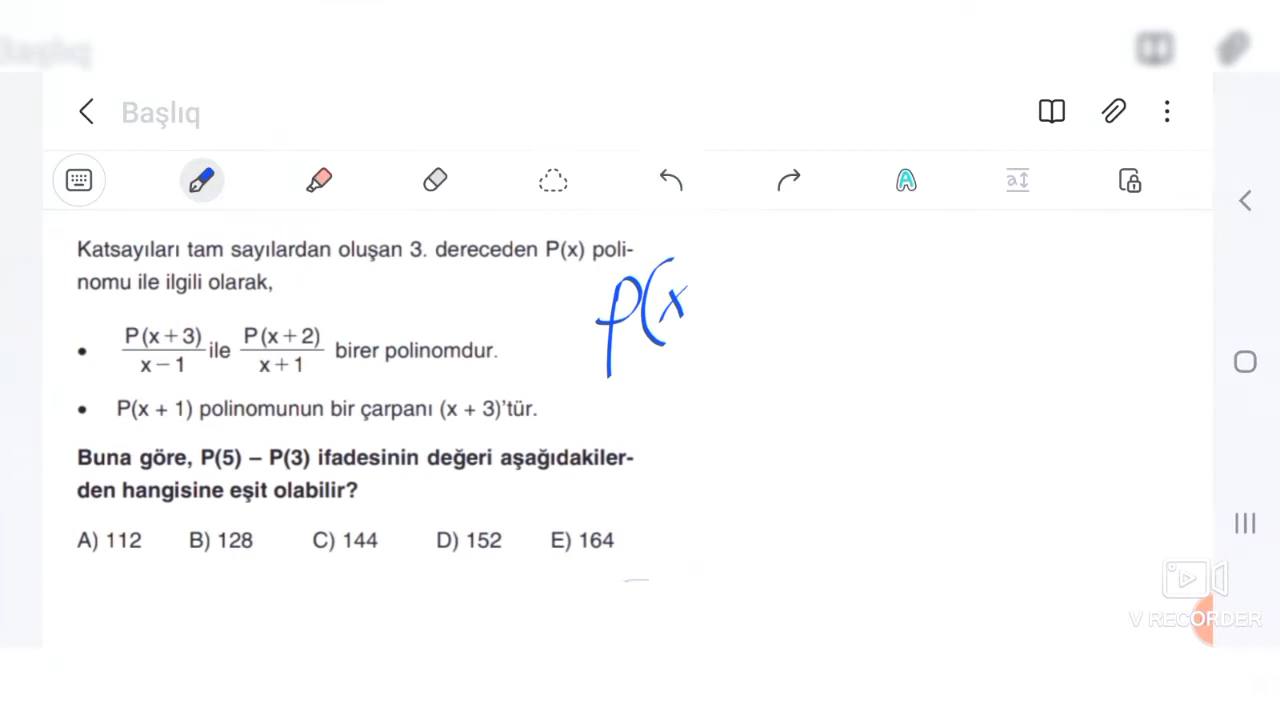 Başlıq
Başlıq
Katsayıları tam sayılardan oluşan 3. dereceden P(x) poli-
nomu ile ilgili olarak,
P(x + 3) / x − 1 ile P(x + 2) / x + 1 birer polinomdur.
• P(x + 1) polinomunun bir çarpanı (x + 3)'tür.
Buna göre, P(5) − P(3) ifadesinin değeri aşağıdakiler-
den hangisine eşit olabilir?
A) 112 B) 128 C) 144 D) 152 E) 164
P(x
V RECORDER